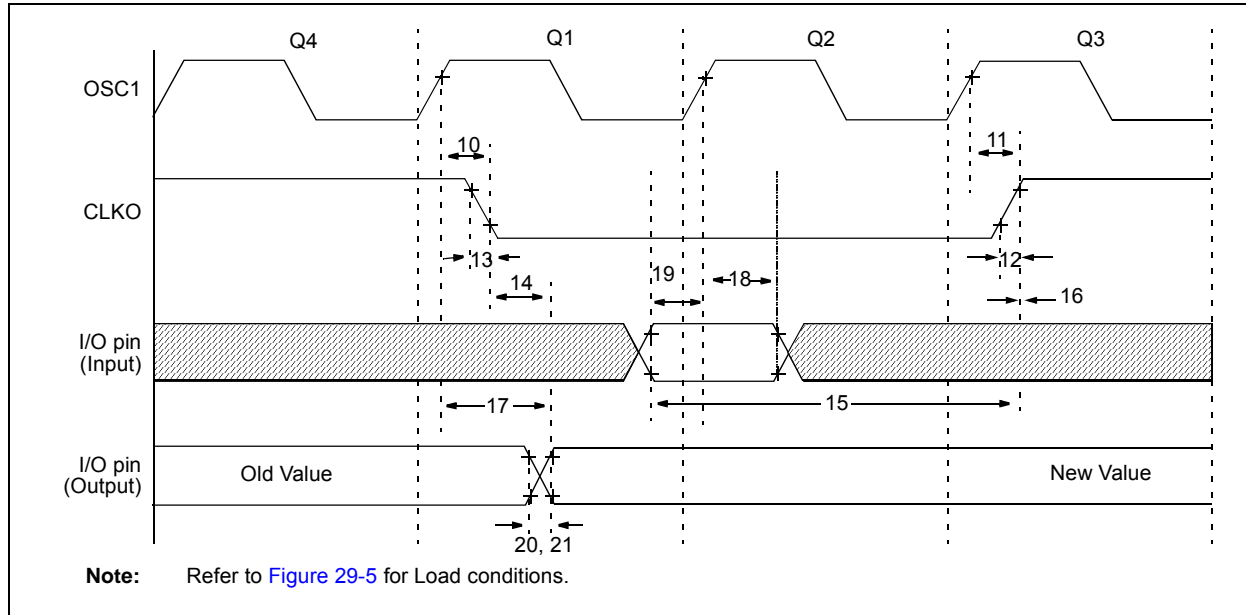 Q4 Q1 Q2 Q3
OSC1
10 11
CLKO
13 19 18 12
14 16
I/O pin
(Input)
17 15
I/O pin
(Output)
Old Value New Value
20, 21
Note: Refer to Figure 29-5 for Load conditions.